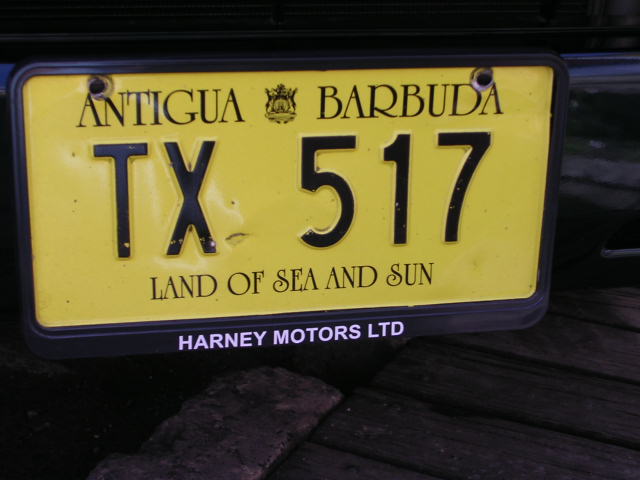 ANTIGUA BARBUDA
TX 517
LAND OF SEA AND SUN
HARNEY MOTORS LTD